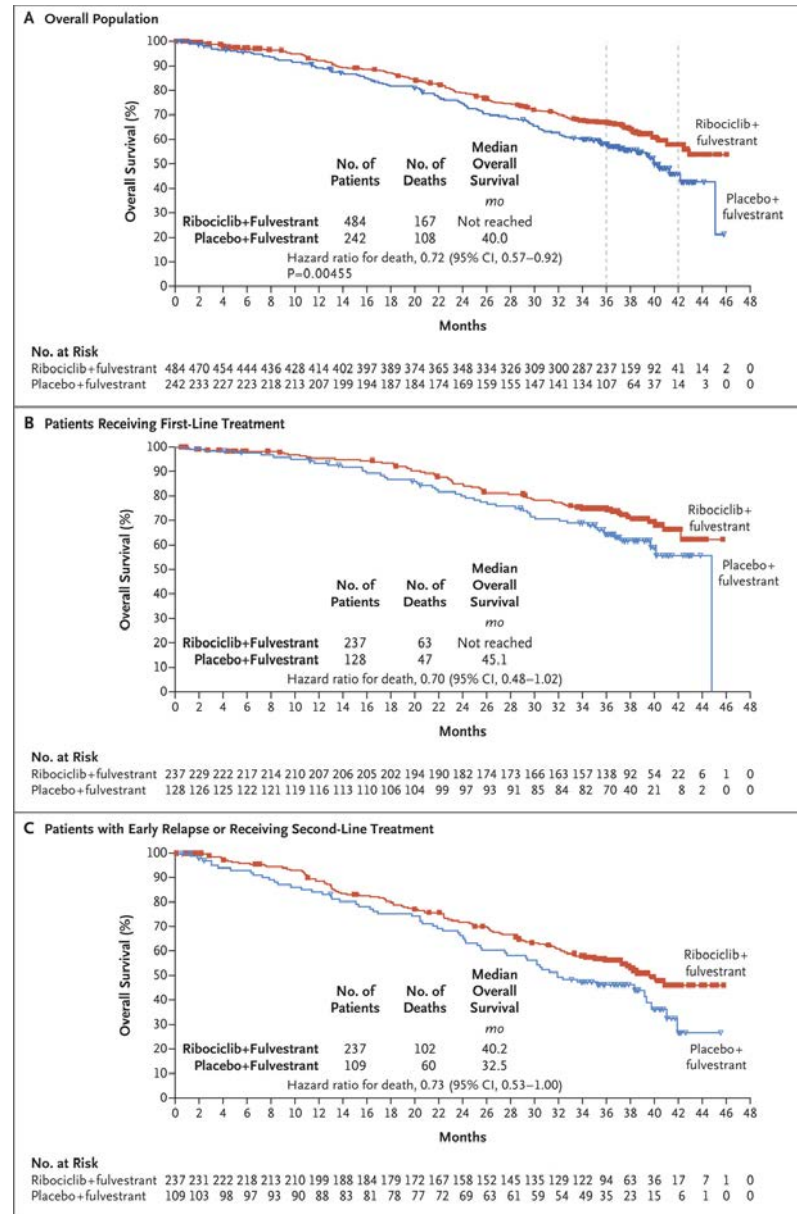 A Overall Population
100
90
80
70
60
50
40
30
20
10
0
Overall Survival (%)
Ribociclib+
fulvestrant
Placebo+
fulvestrant
No. of Patients No. of Deaths Median Overall Survival
mo
Ribociclib+Fulvestrant 484 167 Not reached
Placebo+Fulvestrant 242 108 40.0
Hazard ratio for death, 0.72 (95% CI, 0.57–0.92)
P=0.00455
0 2 4 6 8 10 12 14 16 18 20 22 24 26 28 30 32 34 36 38 40 42 44 46 48
Months
No. at Risk
Ribociclib+fulvestrant 484 470 454 444 436 428 414 402 397 389 374 365 348 334 326 309 300 287 237 159 92 41 14 2 0
Placebo+fulvestrant 242 233 227 223 218 213 207 199 194 187 184 174 169 159 155 147 141 134 107 64 37 14 3 0 0
B Patients Receiving First-Line Treatment
100
90
80
70
60
50
40
30
20
10
0
Overall Survival (%)
Ribociclib+
fulvestrant
Placebo+
fulvestrant
No. of Patients No. of Deaths Median Overall Survival
mo
Ribociclib+Fulvestrant 237 63 Not reached
Placebo+Fulvestrant 128 47 45.1
Hazard ratio for death, 0.70 (95% CI, 0.48–1.02)
0 2 4 6 8 10 12 14 16 18 20 22 24 26 28 30 32 34 36 38 40 42 44 46 48
Months
No. at Risk
Ribociclib+fulvestrant 237 229 222 217 214 210 207 206 205 202 194 190 182 174 173 166 163 157 138 92 54 22 6 1 0
Placebo+fulvestrant 128 126 125 122 121 119 116 113 110 106 104 99 97 93 91 85 84 82 70 40 21 8 2 0 0
C Patients with Early Relapse or Receiving Second-Line Treatment
100
90
80
70
60
50
40
30
20
10
0
Overall Survival (%)
Ribociclib+
fulvestrant
Placebo+
fulvestrant
No. of Patients No. of Deaths Median Overall Survival
mo
Ribociclib+Fulvestrant 237 102 40.2
Placebo+Fulvestrant 109 60 32.5
Hazard ratio for death, 0.73 (95% CI, 0.53–1.00)
0 2 4 6 8 10 12 14 16 18 20 22 24 26 28 30 32 34 36 38 40 42 44 46 48
Months
No. at Risk
Ribociclib+fulvestrant 237 231 222 218 213 210 199 188 184 179 172 167 158 152 145 135 129 122 94 63 36 17 7 1 0
Placebo+fulvestrant 109 103 98 97 93 90 88 83 81 78 77 72 69 63 61 59 54 49 35 23 15 6 1 0 0